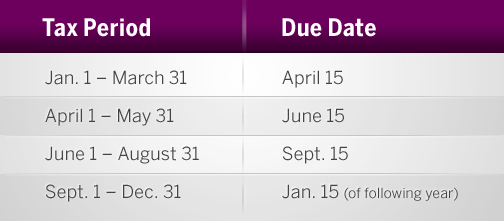 Tax Period Due Date
Jan. 1 – March 31 April 15
April 1 – May 31 June 15
June 1 – August 31 Sept. 15
Sept. 1 – Dec. 31 Jan. 15 (of following year)